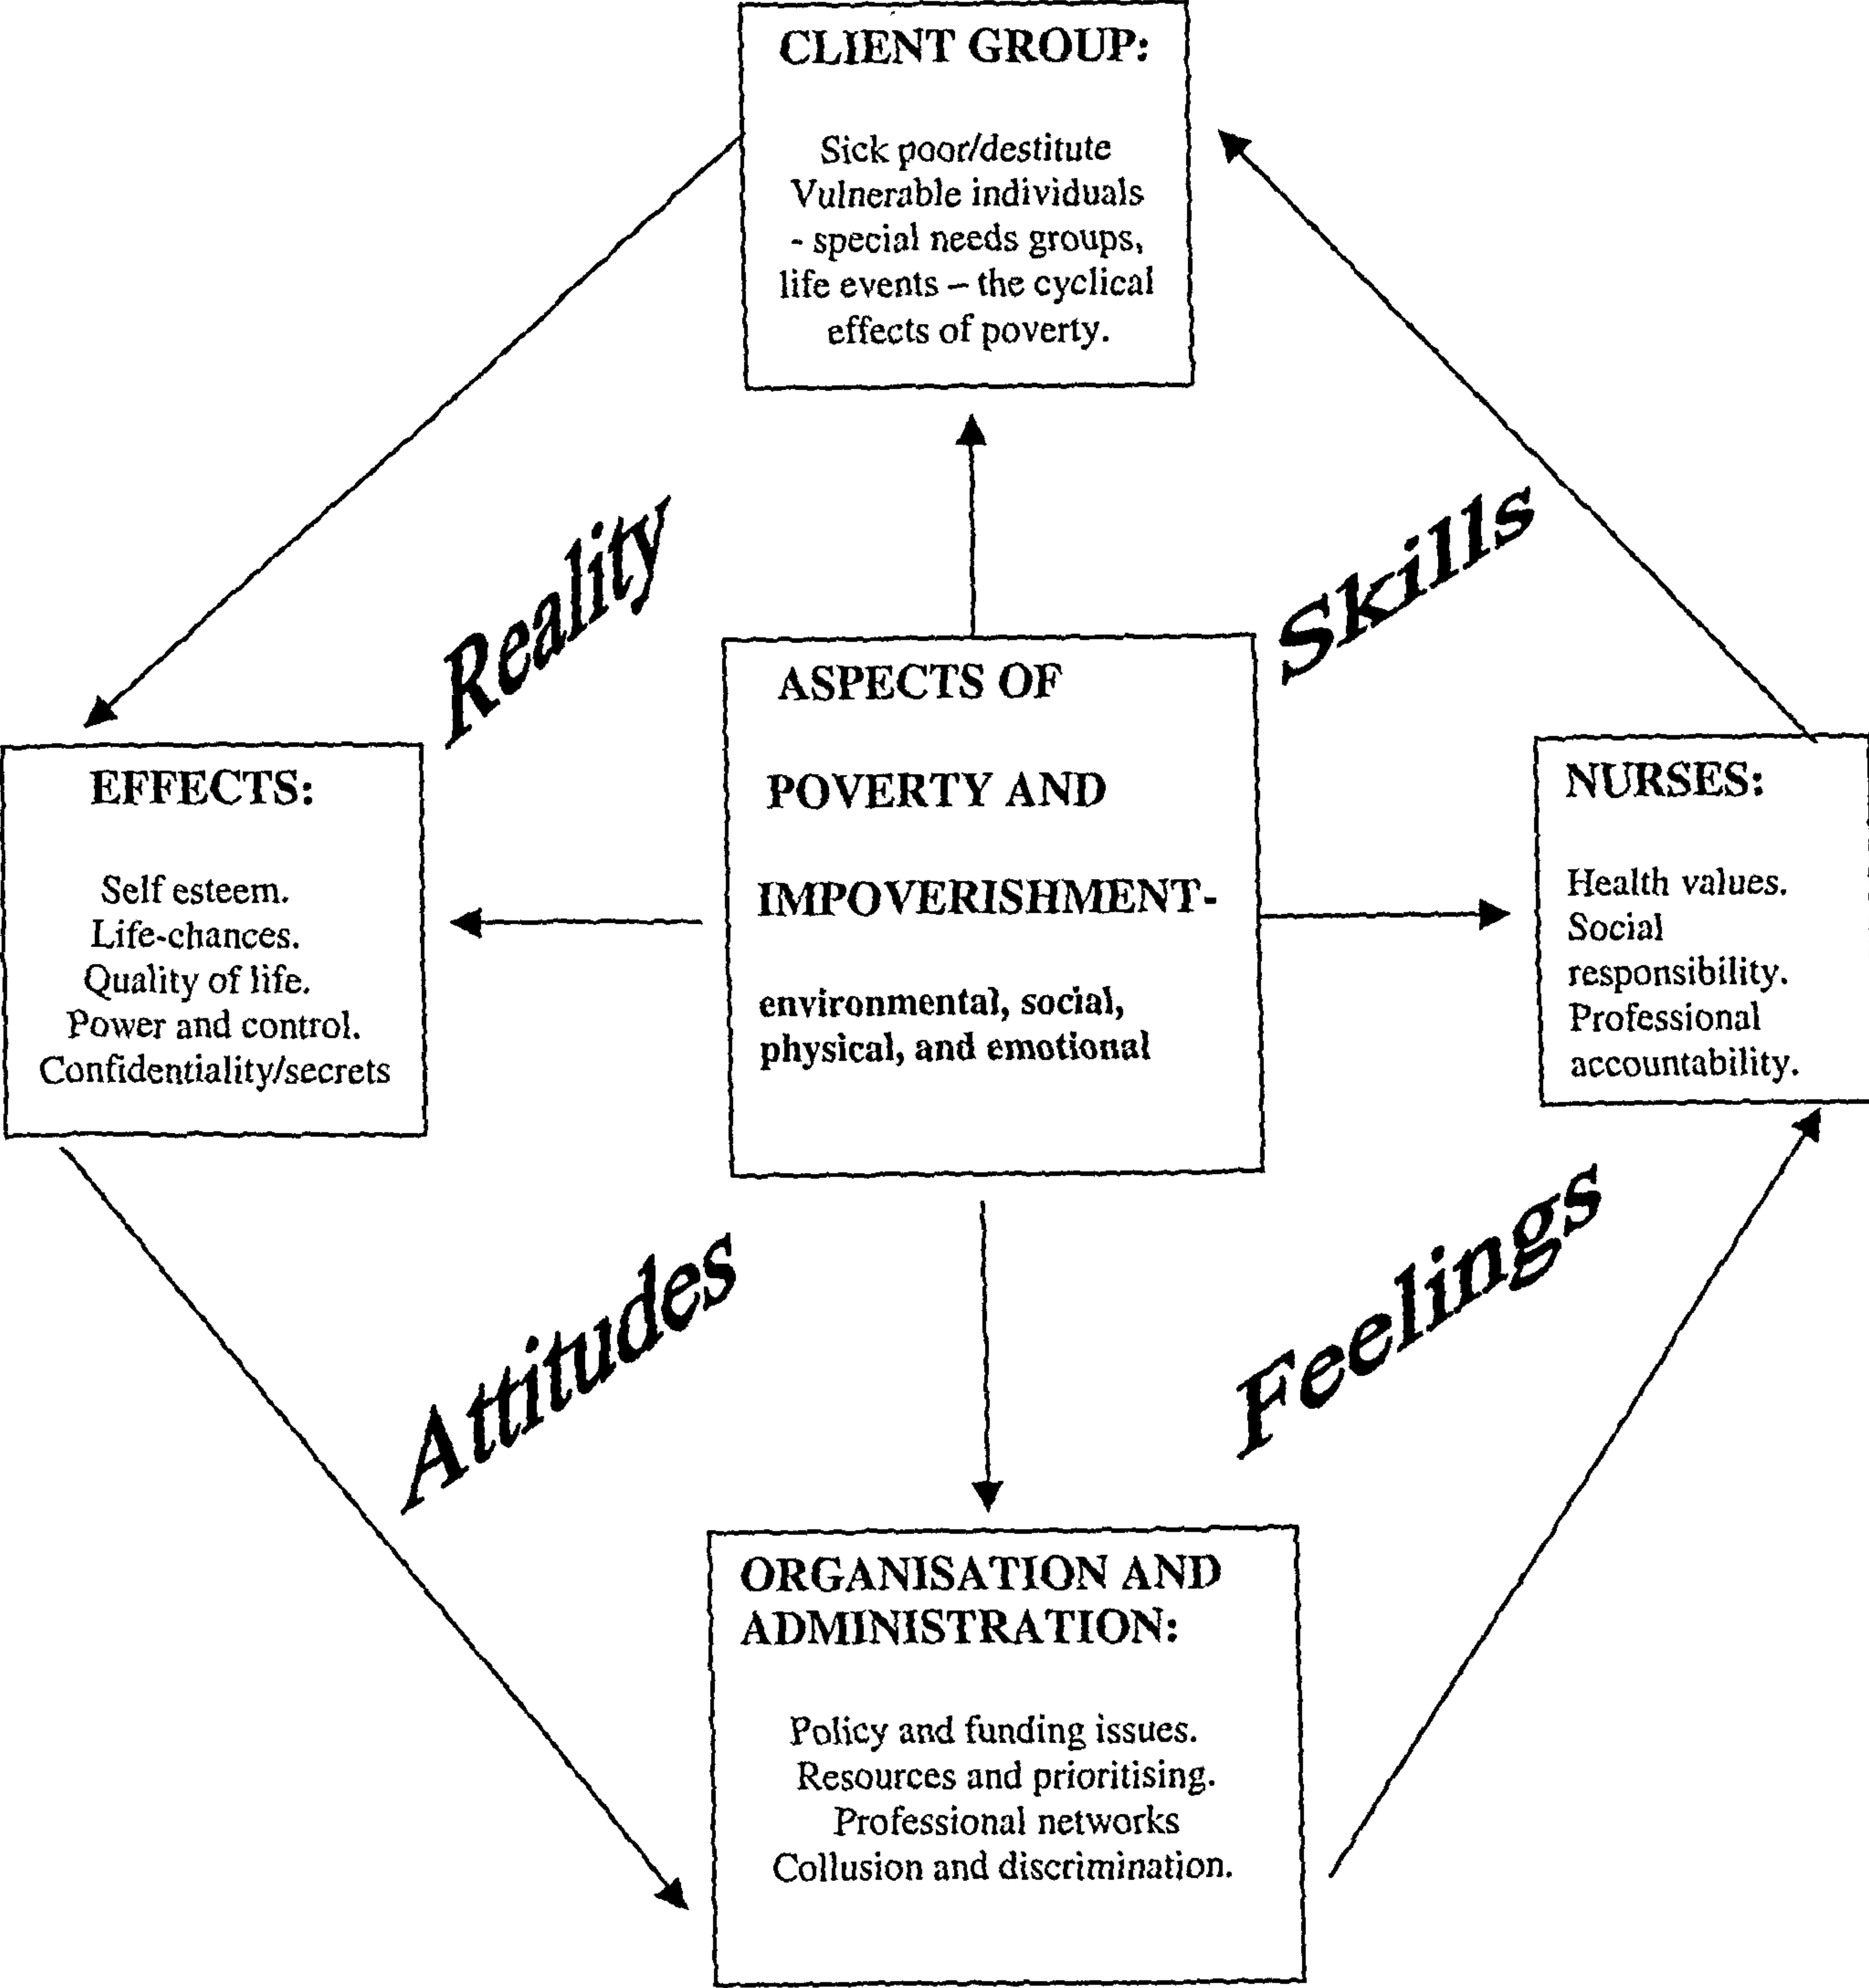 CLIENT GROUP:
Sick poor/destitute
Vulnerable individuals
- special needs groups,
life events – the cyclical
effects of poverty.
Reality
Skills
ASPECTS OF
POVERTY AND
IMPOVERISHMENT-
environmental, social,
physical, and emotional
EFFECTS:
Self esteem.
Life-chances.
Quality of life.
Power and control.
Confidentiality/secrets
NURSES:
Health values.
Social
responsibility.
Professional
accountability.
Attitudes
Feelings
ORGANISATION AND
ADMINISTRATION:
Policy and funding issues.
Resources and prioritising.
Professional networks
Collusion and discrimination.